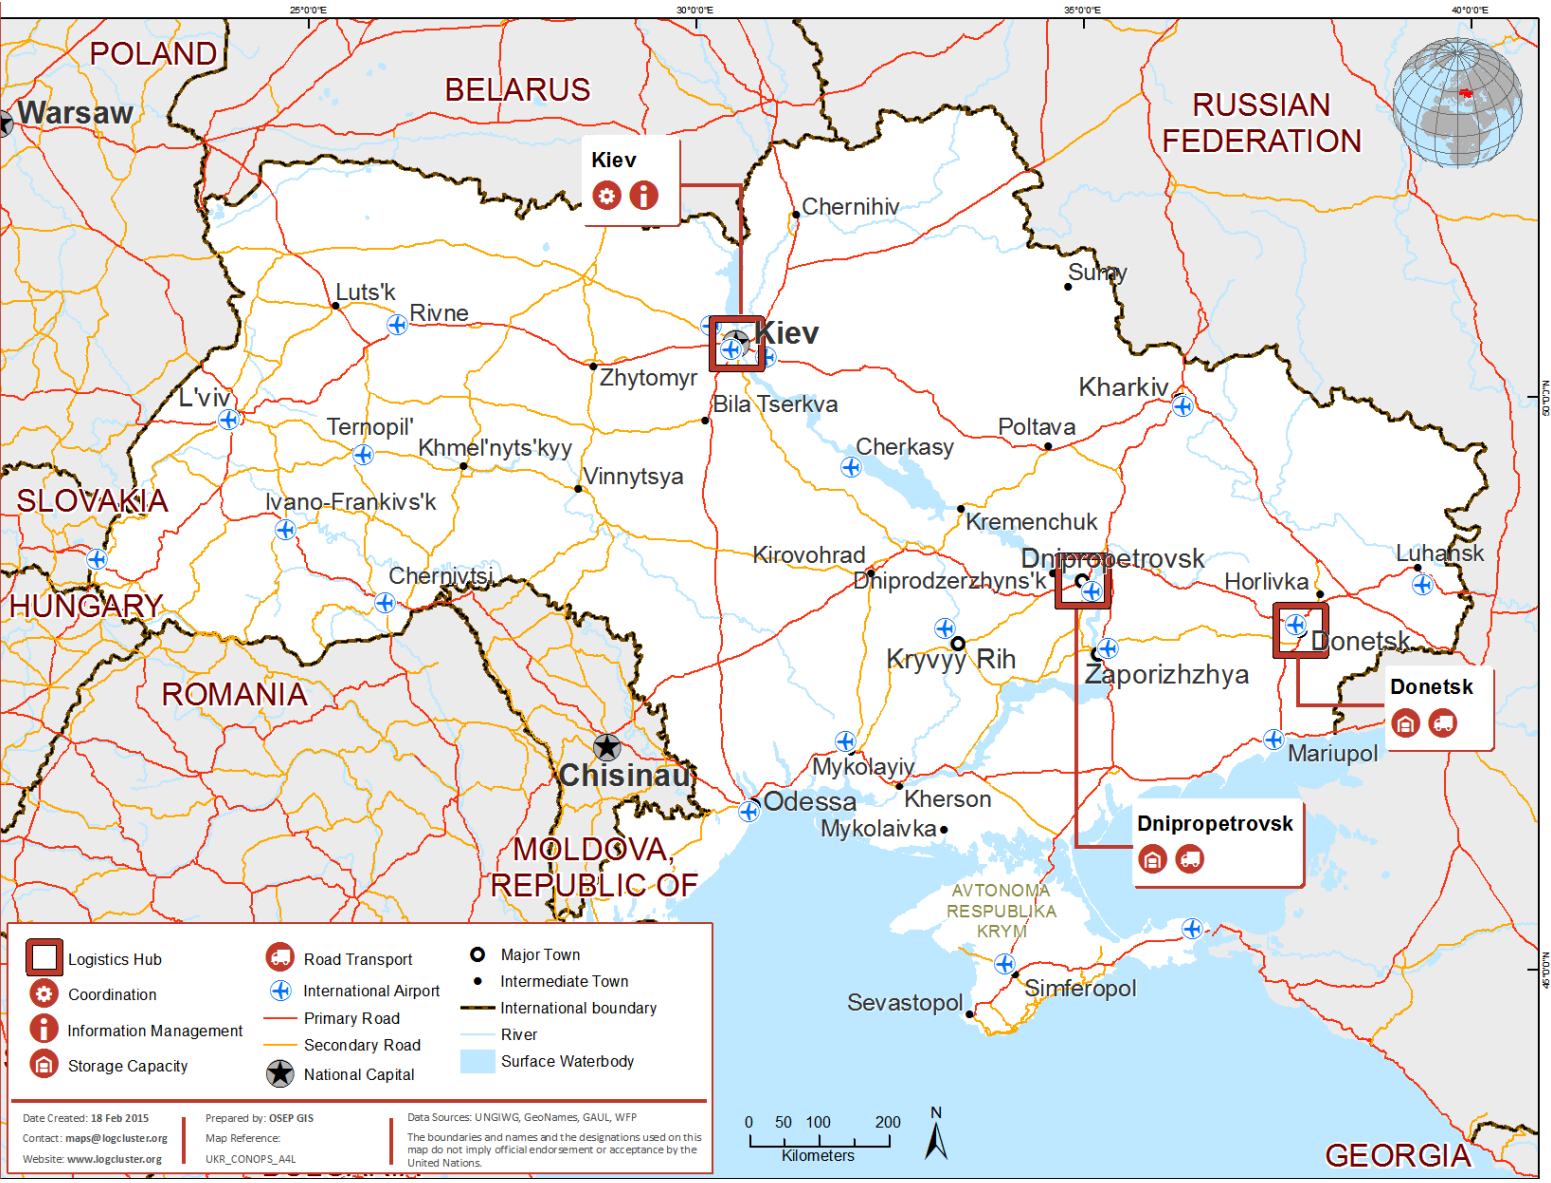 25°0'0"E
30°0'0"E
35°0'0"E
40°0'0"E
POLAND
BELARUS
RUSSIAN
FEDERATION
Warsaw
Kiev
Chernihiv
Sumy
Luts'k
Rivne
Kiev
Zhytomyr
Kharkiv
50°0'0"N
L'viv
Bila Tserkva
Ternopil'
Poltava
Khmel'nyts'kyy
Cherkasy
Vinnytsya
SLOVAKIA
Ivano-Frankivs'k
Kremenchuk
Kirovohrad
Dnipropetrovsk
Luhansk
Chernivtsi
Dniprodzerzhyns'k
Horlivka
HUNGARY
Donetsk
Kryvyy Rih
Zaporizhzhya
Donetsk
ROMANIA
Mariupol
Chisinau
Mykolayiv
Odessa
Kherson
Mykolaivka
Dnipropetrovsk
MOLDOVA,
REPUBLIC OF
AVTONOMA
RESPUBLIKA
KRYM
45°0'0"N
Simferopol
Sevastopol
GEORGIA
Logistics Hub
Coordination
Information Management
Storage Capacity
Road Transport
International Airport
Primary Road
Secondary Road
National Capital
Major Town
Intermediate Town
International boundary
River
Surface Waterbody
Date Created: 18 Feb 2015
Contact: maps@logcluster.org
Website: www.logcluster.org
Prepared by: OSEP GIS
Map Reference:
UKR_CONOPS_A4L
Data Sources: UNGIWG, GeoNames, GAUL, WFP
The boundaries and names and the designations used on this
map do not imply official endorsement or acceptance by the
United Nations.
0 50 100 200
Kilometers
N